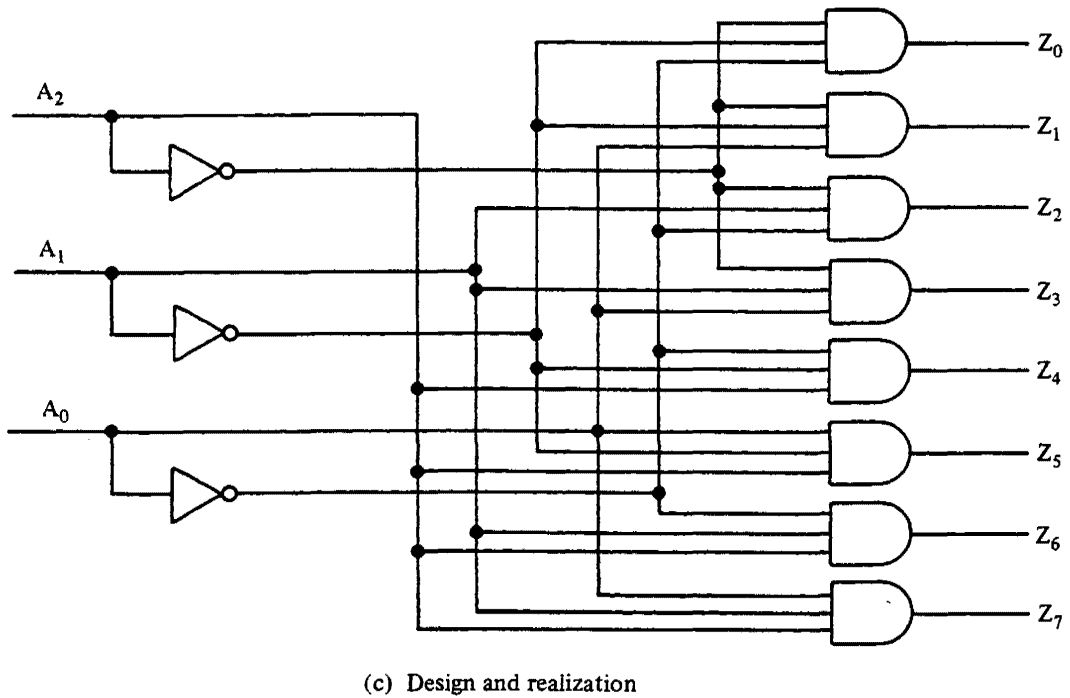 Z₀
A₂
Z₁
Z₂
A₁
Z₃
Z₄
A₀
Z₅
Z₆
Z₇
(c) Design and realization